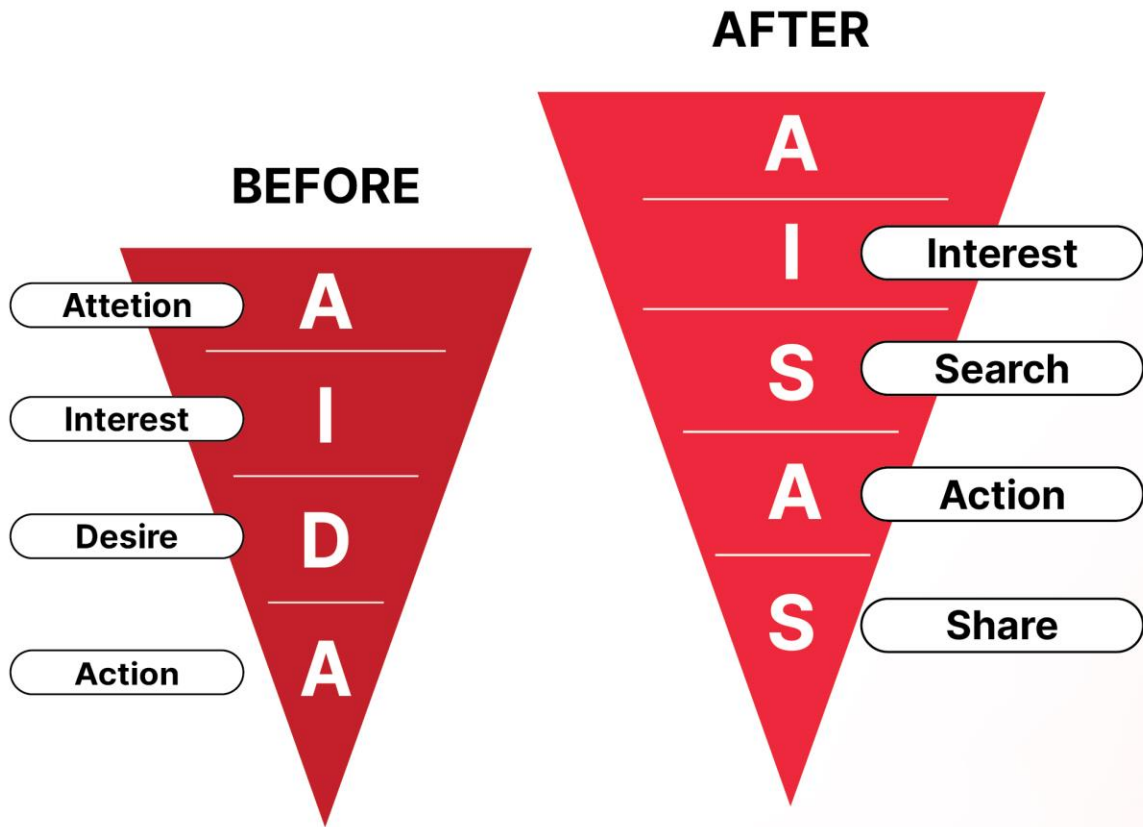 BEFORE
Attetion
A
Interest
I
Desire
D
Action
A
AFTER
A
I
Interest
S
Search
A
Action
S
Share